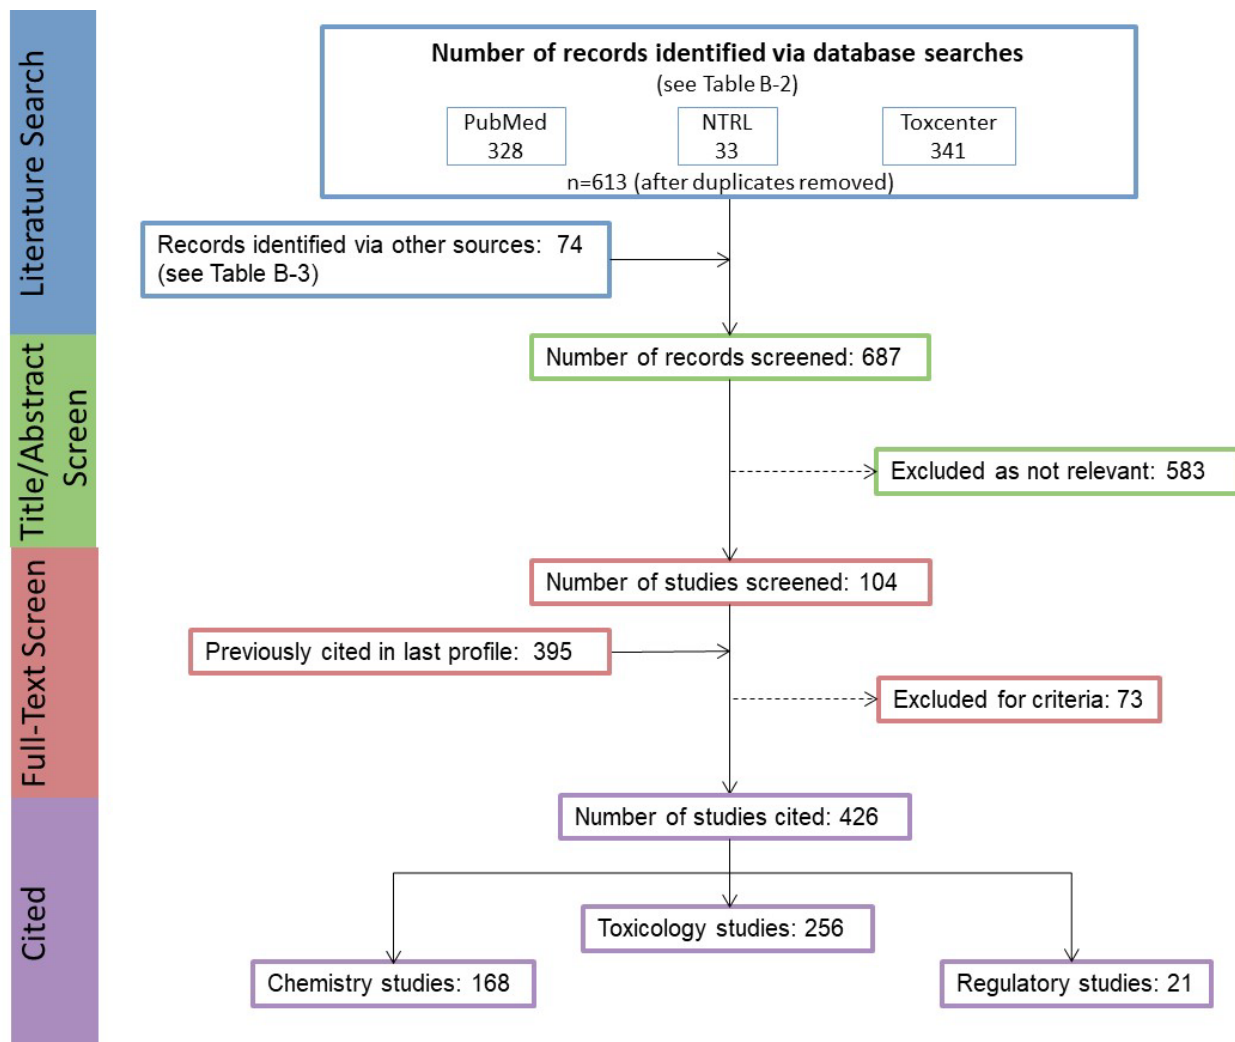 Literature Search
Number of records identified via database searches
(see Table B-2)
PubMed
328
NTRL
33
Toxcenter
341
n=613 (after duplicates removed)
Records identified via other sources: 74
(see Table B-3)
Title/Abstract
Screen
Number of records screened: 687
Excluded as not relevant: 583
Full-Text Screen
Number of studies screened: 104
Previously cited in last profile: 395
Excluded for criteria: 73
Cited
Number of studies cited: 426
Toxicology studies: 256
Chemistry studies: 168
Regulatory studies: 21